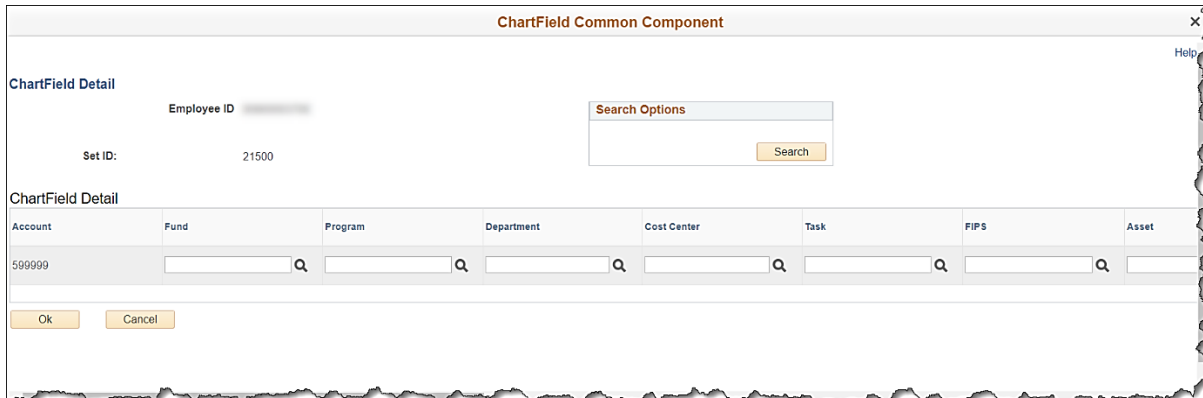 ChartField Common Component
×
Help
ChartField Detail
Employee ID
Search Options
Search
Set ID: 21500
ChartField Detail
Account Fund Program Department Cost Center Task FIPS Asset
599999
Ok Cancel